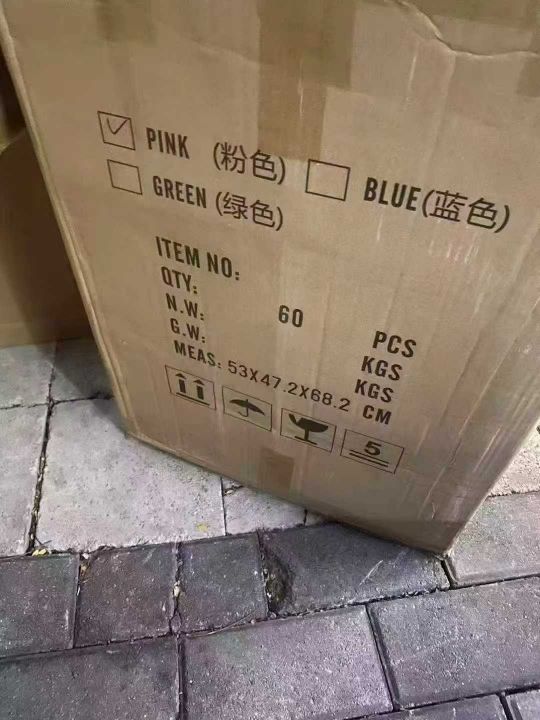 PINK (粉色)
BLUE(蓝色)
GREEN (绿色)
ITEM NO:
QTY: 60 PCS
N.W: KGS
G.W: KGS
MEAS: 53X47.2X68.2 CM
5